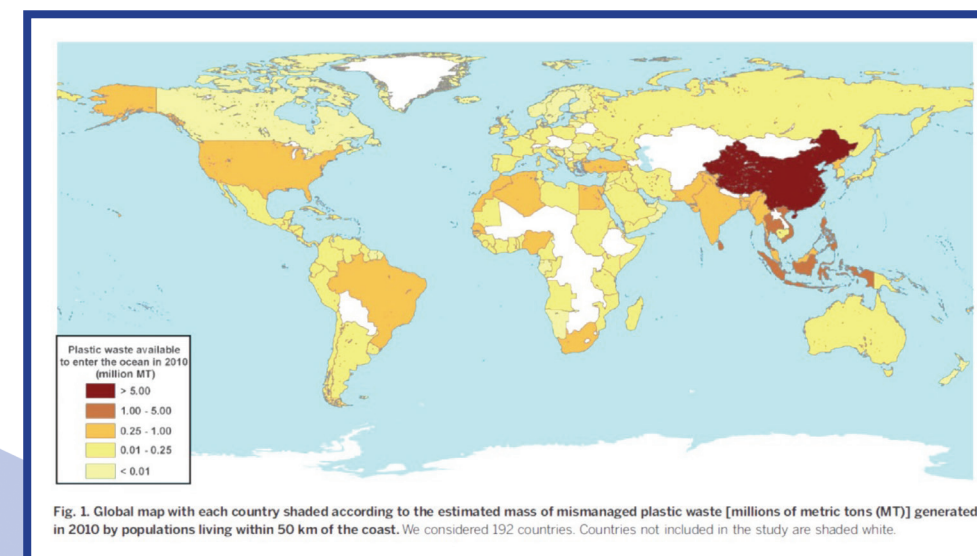 Plastic waste available
to enter the ocean in 2010
(million MT)
> 5.00
1.00 - 5.00
0.25 - 1.00
0.01 - 0.25
< 0.01
Fig. 1. Global map with each country shaded according to the estimated mass of mismanaged plastic waste [millions of metric tons (MT)] generated
in 2010 by populations living within 50 km of the coast. We considered 192 countries. Countries not included in the study are shaded white.